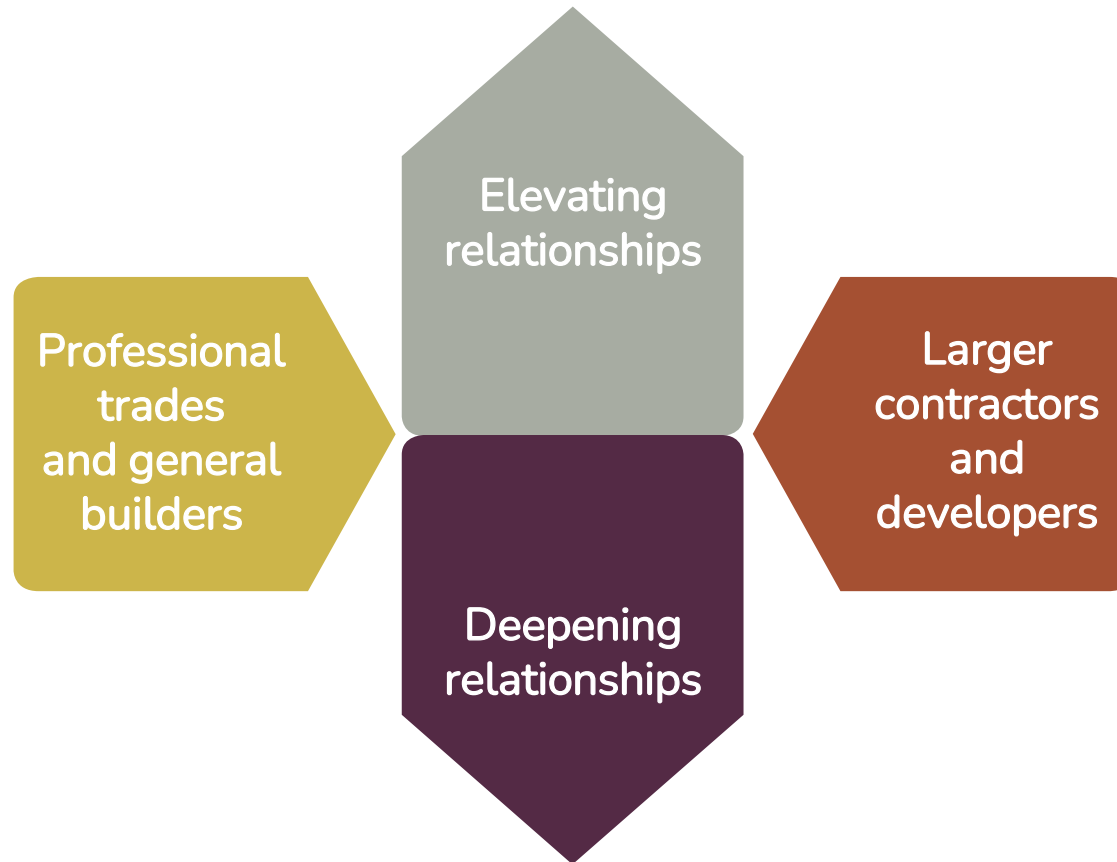 Elevating
relationships
Professional
trades
and general
builders
Larger
contractors
and
developers
Deepening
relationships